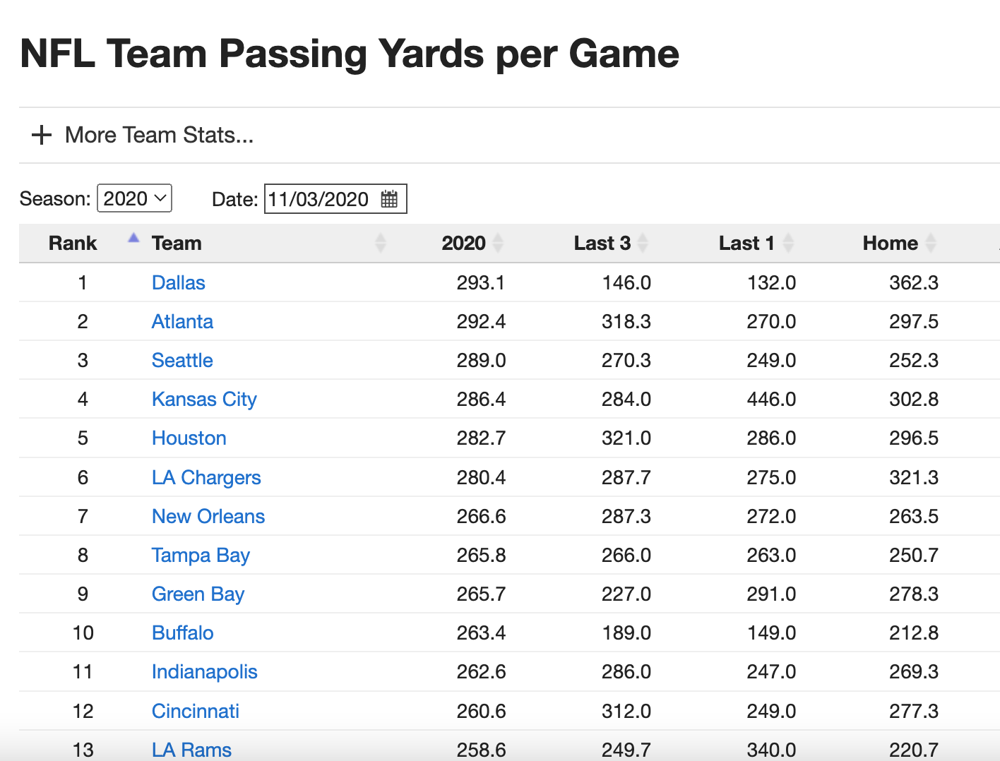 NFL Team Passing Yards per Game
More Team Stats...
Season: 2020 Date: 11/03/2020
Rank Team 2020 Last 3 Last 1 Home
1 Dallas 293.1 146.0 132.0 362.3
2 Atlanta 292.4 318.3 270.0 297.5
3 Seattle 289.0 270.3 249.0 252.3
4 Kansas City 286.4 284.0 446.0 302.8
5 Houston 282.7 321.0 286.0 296.5
6 LA Chargers 280.4 287.7 275.0 321.3
7 New Orleans 266.6 287.3 272.0 263.5
8 Tampa Bay 265.8 266.0 263.0 250.7
9 Green Bay 265.7 227.0 291.0 278.3
10 Buffalo 263.4 189.0 149.0 212.8
11 Indianapolis 262.6 286.0 247.0 269.3
12 Cincinnati 260.6 312.0 249.0 277.3
13 LA Rams 258.6 249.7 340.0 220.7